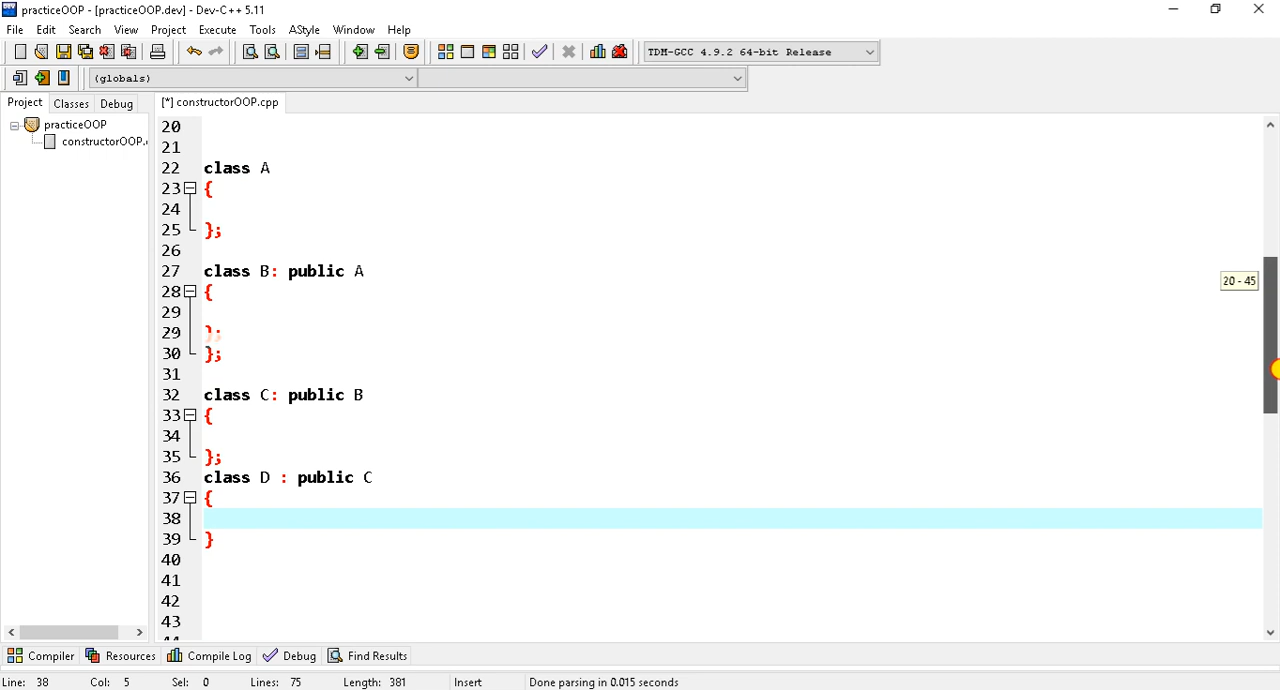 practiceOOP - [practiceOOP.dev] - Dev-C++ 5.11
File Edit Search View Project Execute Tools AStyle Window Help
TDM-GCC 4.9.2 64-bit Release
(globals)
Project Classes Debug [*] constructorOOP.cpp
practiceOOP
constructorOOP.
20
21
22 class A
23 {
24
25 };
26
27 class B: public A
28 {
29
29 };
30 };
31
32 class C: public B
33 {
34
35 };
36 class D : public C
37 {
38
39 }
40
41
42
43
44
20 - 45
Compiler Resources Compile Log Debug Find Results
Line: 38 Col: 5 Sel: 0 Lines: 75 Length: 381 Insert Done parsing in 0.015 seconds